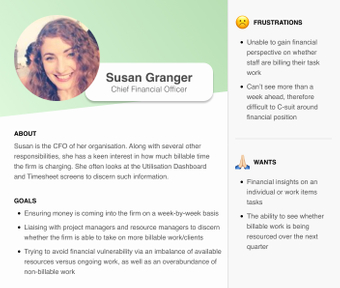 Susan Granger
Chief Financial Officer
ABOUT
Susan is the CFO of her organisation. Along with several other
responsibilities, she has a keen interest in how much billable time
the firm is charging. She often looks at the Utilisation Dashboard
and Timesheet screens to discern such information.
GOALS
• Ensuring money is coming into the firm on a week-by-week basis
• Liaising with project managers and resource managers to discern
whether the firm is able to take on more billable work/clients
• Trying to avoid financial vulnerability via an imbalance of available
resources versus ongoing work, as well as an overabundance of
non-billable work
FRUSTRATIONS
• Unable to gain financial
perspective on whether
staff are billing their task
work
• Can't see more than a
week ahead, therefore
difficult to C-suit around
financial position
WANTS
• Financial insights on an
individual or work items
tasks
• The ability to see whether
billable work is being
resourced over the next
quarter